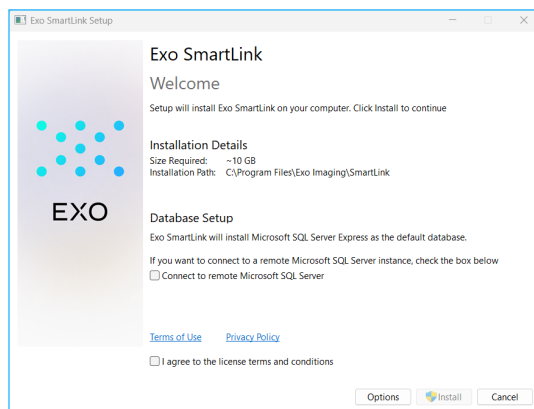 Exo SmartLink Setup
Exo SmartLink
Welcome
Setup will install Exo SmartLink on your computer. Click Install to continue
Installation Details
Size Required: ~10 GB
Installation Path: C:\Program Files\Exo Imaging\SmartLink
EXO
Database Setup
Exo SmartLink will install Microsoft SQL Server Express as the default database.
If you want to connect to a remote Microsoft SQL Server instance, check the box below
Connect to remote Microsoft SQL Server
Terms of Use Privacy Policy
I agree to the license terms and conditions
Options Install Cancel